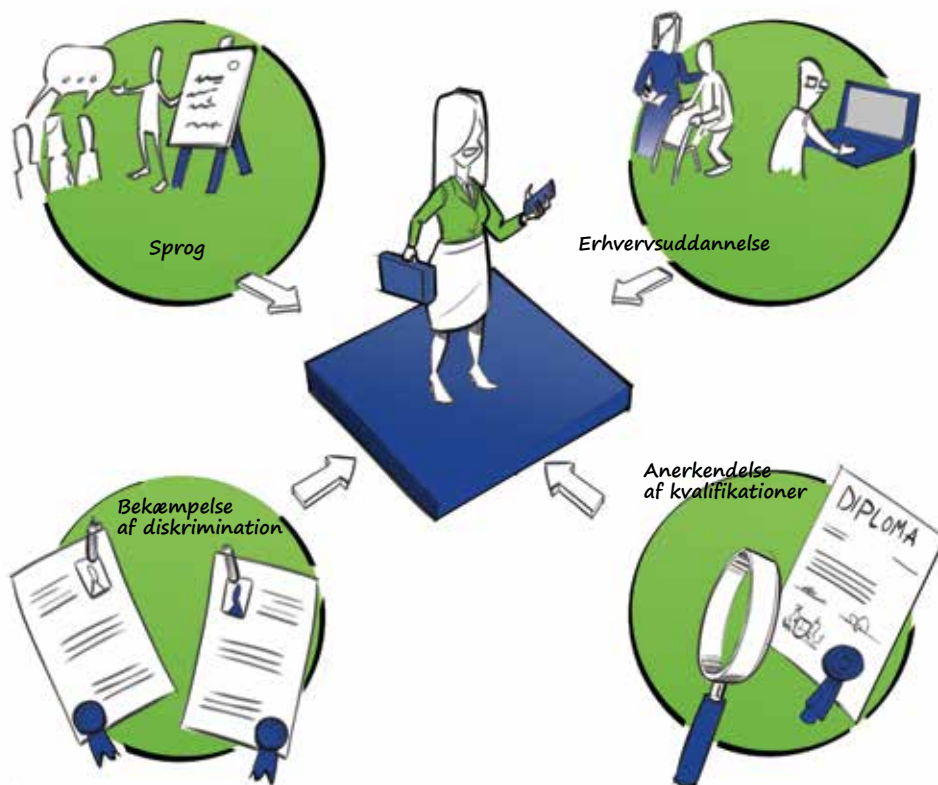 Sprog
Erhvervsuddannelse
Bekæmpelse
af diskrimination
Anerkendelse
af kvalifikationer
DIPLOMA